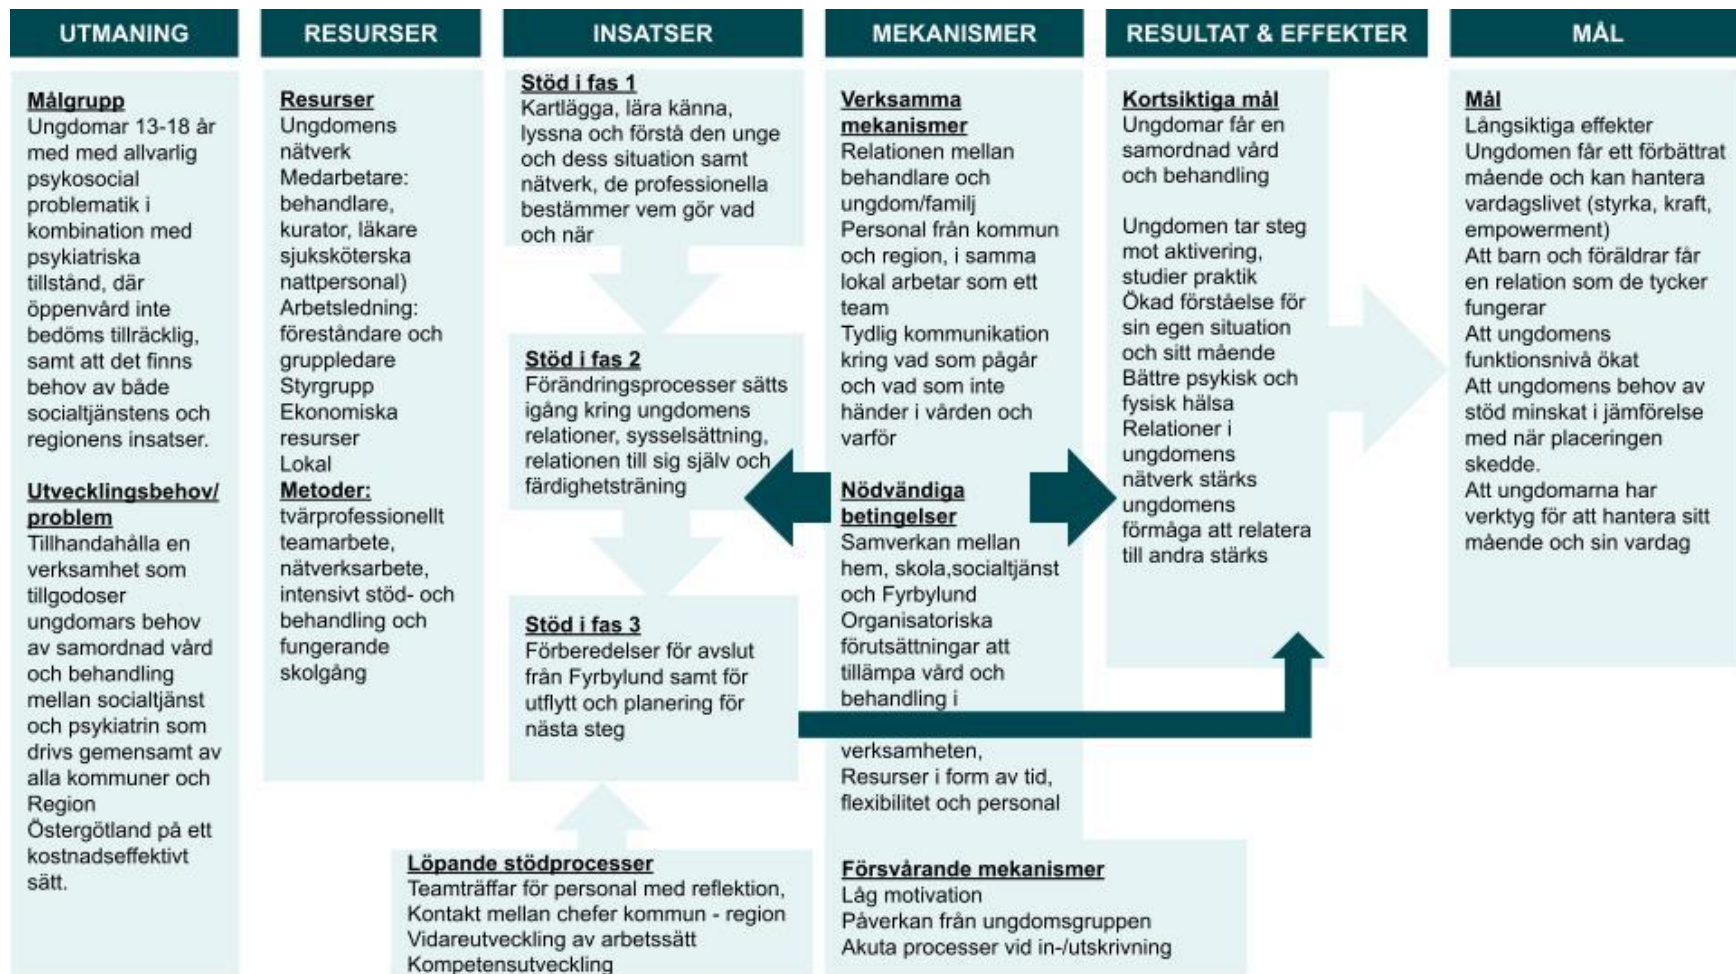 UTMANING
RESURSER
INSATSER
MEKANISMER
RESULTAT & EFFEKTER
MÅL
Målgrupp
Ungdomar 13-18 år
med med allvarlig
psykosocial
problematik i
kombination med
psykiatriska
tillstånd, där
öppenvård inte
bedöms tillräcklig,
samt att det finns
behov av både
socialtjänstens och
regionens insatser.
Utvecklingsbehov/
problem
Tillhandahålla en
verksamhet som
tillgodoser
ungdomars behov
av samordnad vård
och behandling
mellan socialtjänst
och psykiatrin som
drivs gemensamt av
alla kommuner och
Region
Östergötland på ett
kostnadseffektivt
sätt.
Resurser
Ungdomens
nätverk
Medarbetare:
behandlare,
kurator, läkare
sjuksköterska
nattpersonal)
Arbetsledning:
föreståndare och
gruppledare
Styrgrupp
Ekonomiska
resurser
Lokal
Metoder:
tvärprofessionellt
teamarbete,
nätverksarbete,
intensivt stöd- och
behandling och
fungerande
skolgång
Stöd i fas 1
Kartlägga, lära känna,
lyssna och förstå den unge
och dess situation samt
nätverk, de professionella
bestämmer vem gör vad
och när
Stöd i fas 2
Förändringsprocesser sätts
igång kring ungdomens
relationer, sysselsättning,
relationen till sig själv och
färdighetsträning
Stöd i fas 3
Förberedelser för avslut
från Fyrbylund samt för
utflytt och planering för
nästa steg
Löpande stödprocesser
Teamträffar för personal med reflektion,
Kontakt mellan chefer kommun - region
Vidareutveckling av arbetssätt
Kompetensutveckling
Verksamma
mekanismer
Relationen mellan
behandlare och
ungdom/familj
Personal från kommun
och region, i samma
lokal arbetar som ett
team
Tydlig kommunikation
kring vad som pågår
och vad som inte
händer i vården och
varför
Nödvändiga
betingelser
Samverkan mellan
hem, skola,socialtjänst
och Fyrbylund
Organisatoriska
förutsättningar att
tillämpa vård och
behandling i
verksamheten,
Resurser i form av tid,
flexibilitet och personal
Försvårande mekanismer
Låg motivation
Påverkan från ungdomsgruppen
Akuta processer vid in-/utskrivning
Kortsiktiga mål
Ungdomar får en
samordnad vård
och behandling
Ungdomen tar steg
mot aktivering,
studier praktik
Ökad förståelse för
sin egen situation
och sitt mående
Bättre psykisk och
fysisk hälsa
Relationer i
ungdomens
nätverk stärks
ungdomens
förmåga att relatera
till andra stärks
Mål
Långsiktiga effekter
Ungdomen får ett förbättrat
mående och kan hantera
vardagslivet (styrka, kraft,
empowerment)
Att barn och föräldrar får
en relation som de tycker
fungerar
Att ungdomens
funktionsnivå ökat
Att ungdomens behov av
stöd minskat i jämförelse
med när placeringen
skedde.
Att ungdomarna har
verktyg för att hantera sitt
mående och sin vardag